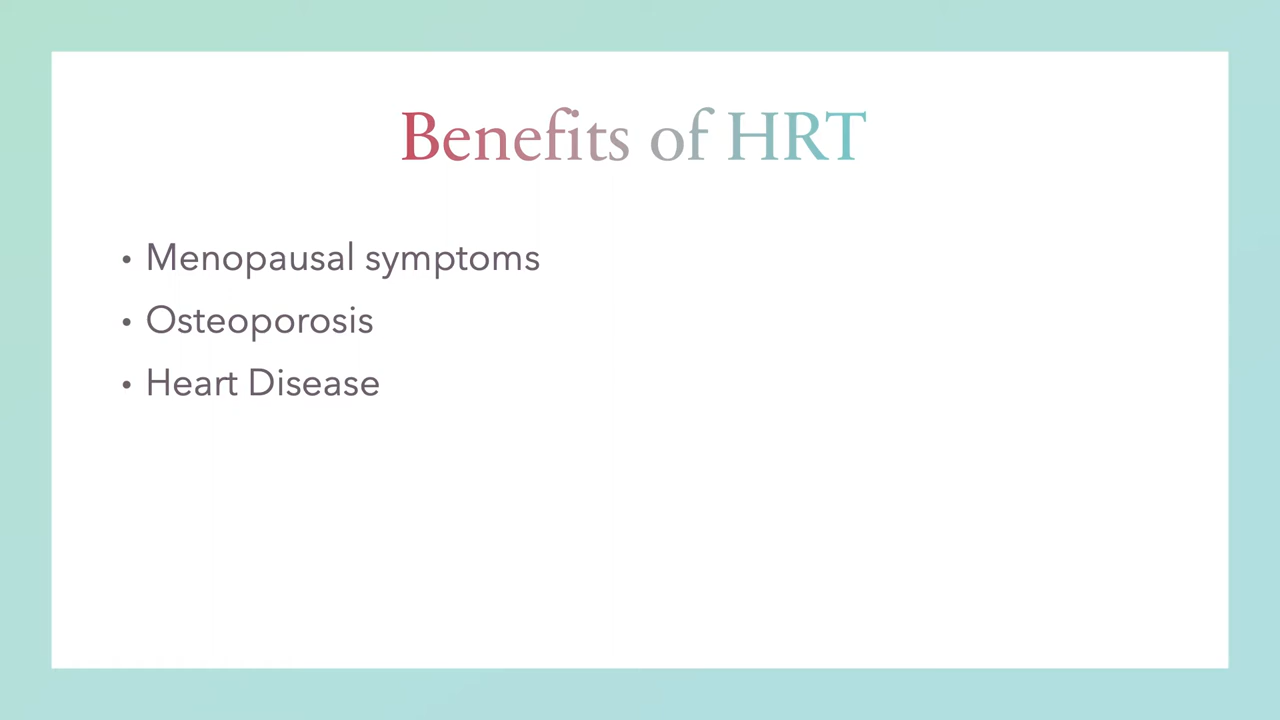 Benefits of HRT
• Menopausal symptoms
• Osteoporosis
• Heart Disease